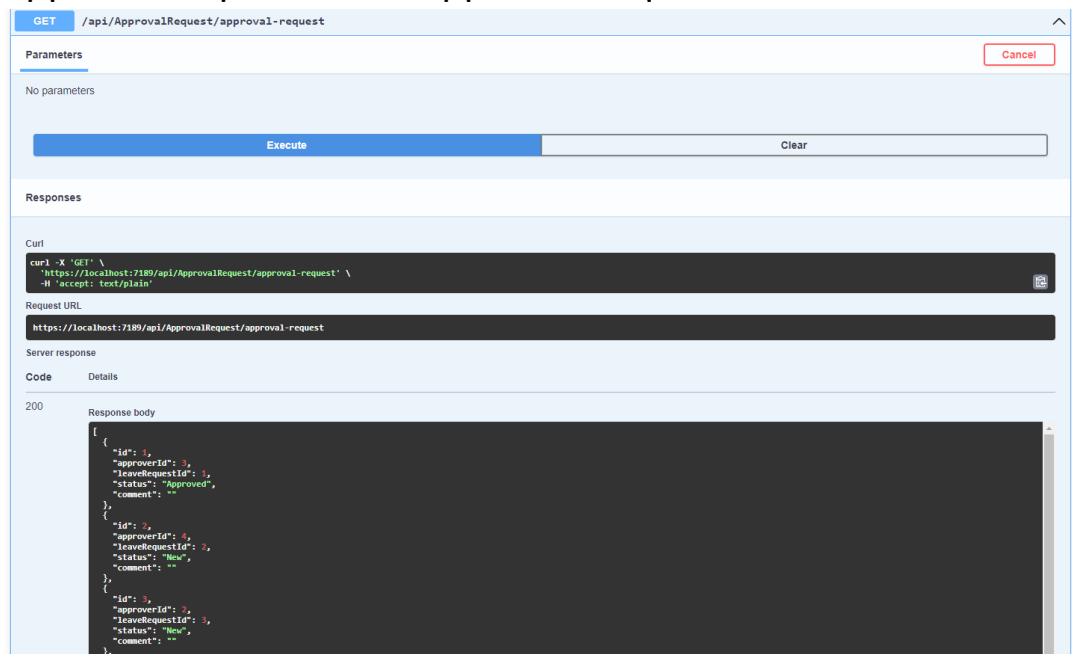 GET /api/ApprovalRequest/approval-request
Parameters
Cancel
No parameters
Execute
Clear
Responses
Curl
curl -X 'GET' \
'https://localhost:7189/api/ApprovalRequest/approval-request' \
-H 'accept: text/plain'
Request URL
https://localhost:7189/api/ApprovalRequest/approval-request
Server response
Code Details
200
Response body
[
{
"id": 1,
"approverId": 3,
"leaveRequestId": 1,
"status": "Approved",
"comment": ""
},
{
"id": 2,
"approverId": 4,
"leaveRequestId": 2,
"status": "New",
"comment": ""
},
{
"id": 3,
"approverId": 2,
"leaveRequestId": 3,
"status": "New",
"comment": ""
},